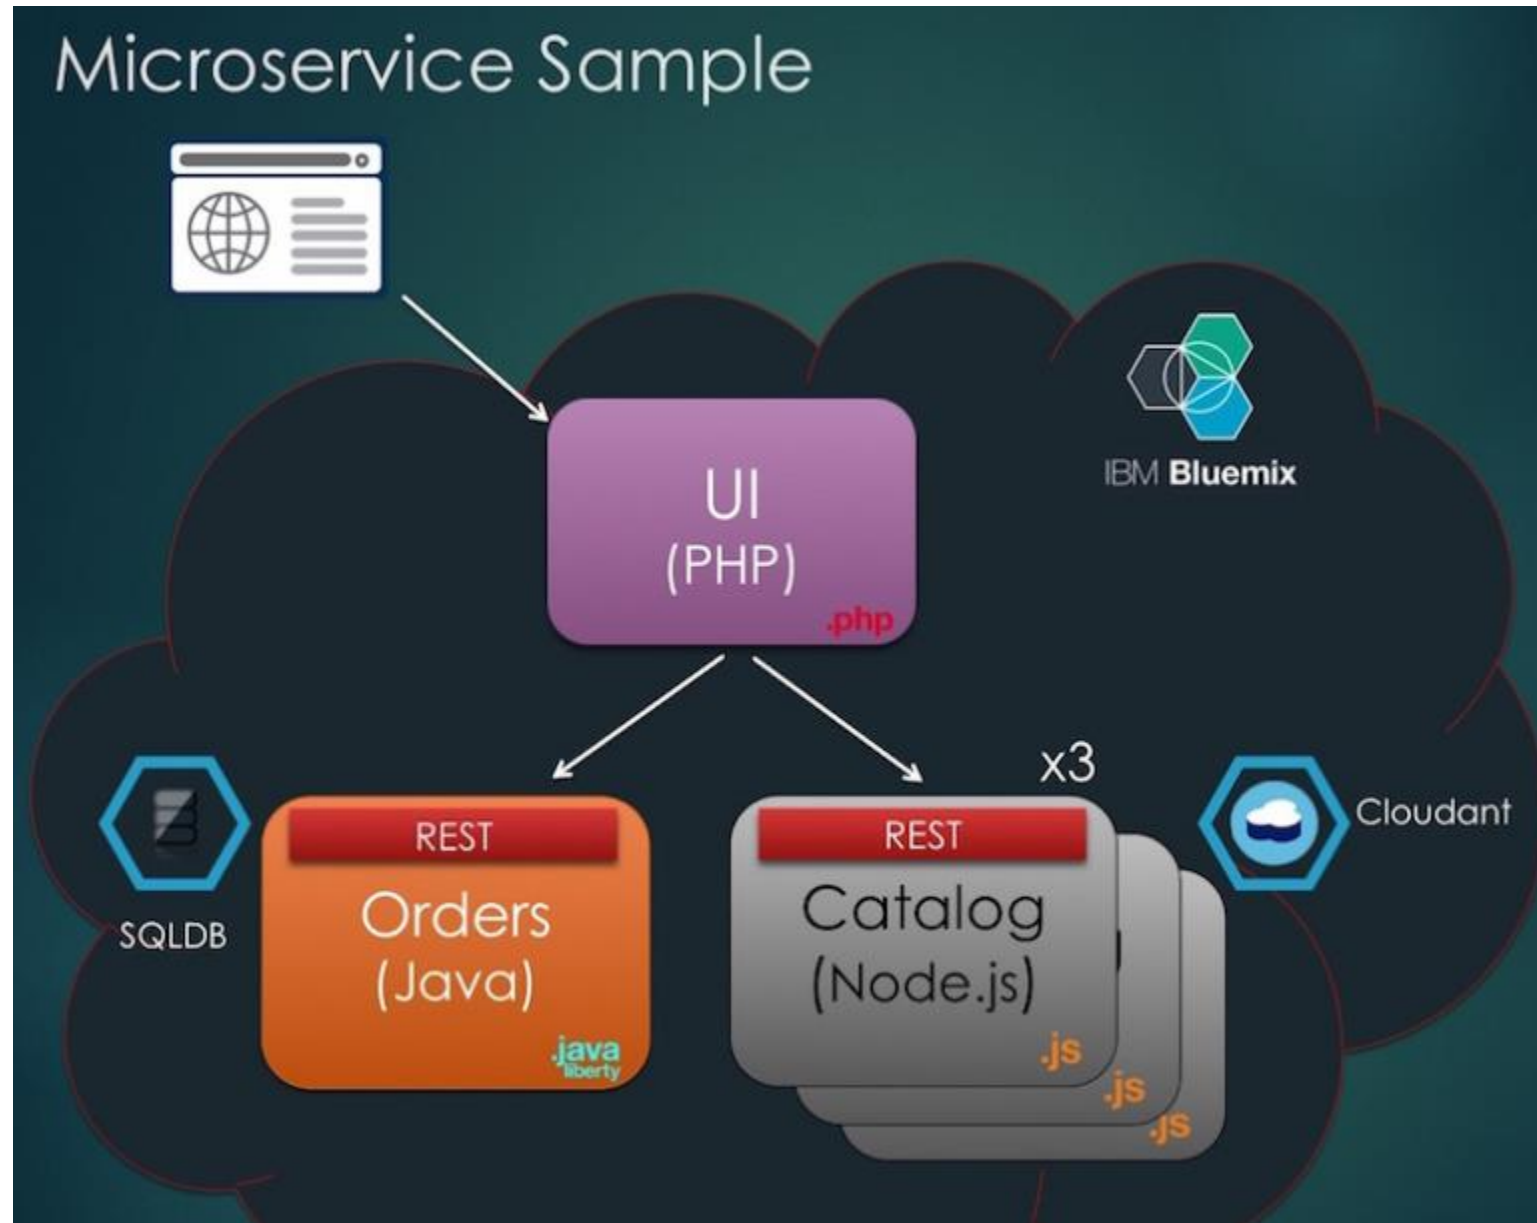 Microservice Sample
IBM Bluemix
UI
(PHP)
.php
x3
SQLDB
REST
Orders
(Java)
.java
liberty
REST
Catalog
(Node.js)
.js
.js
.js
Cloudant